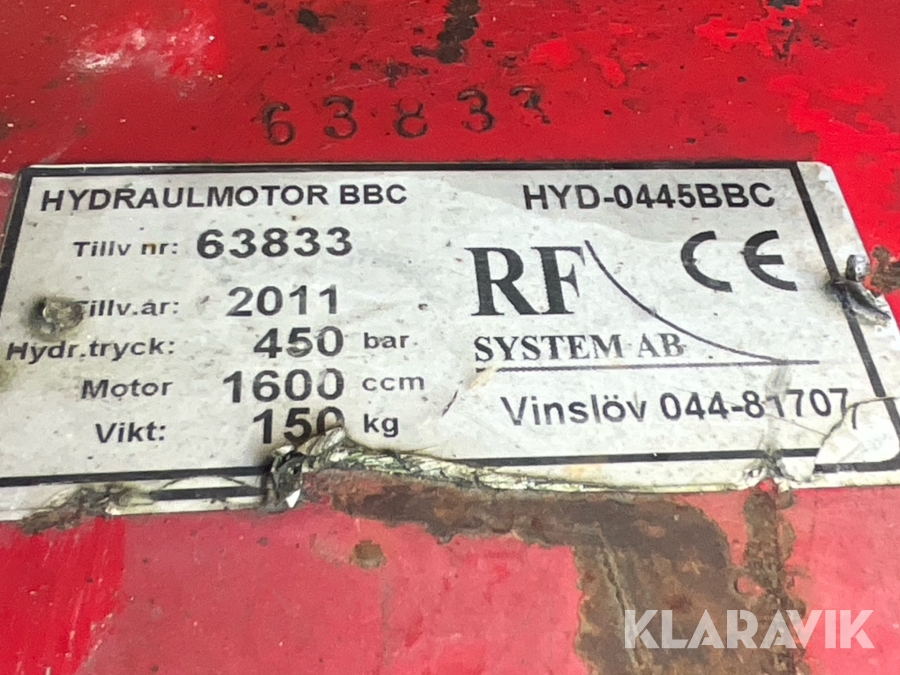 63833
HYDRAULMOTOR BBC HYD-0445BBC
Tillv nr: 63833
Tillv.år: 2011
Hydr.tryck: 450 bar
Motor 1600 ccm
Vikt: 150 kg
RF
SYSTEM AB
CE
Vinslöv 044-81707
KLARAVIK